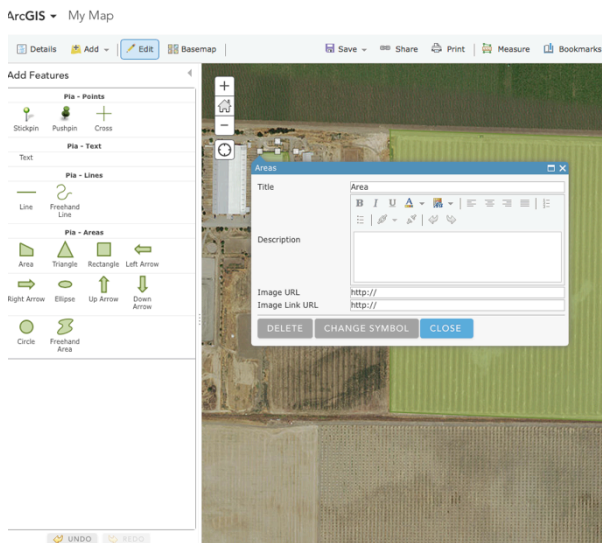 ArcGIS My Map
Details Add Edit Basemap Save Share Print Measure Bookmarks
Add Features
Pia - Points
Stickpin Pushpin Cross
Pia - Text
Text
Pia - Lines
Line Freehand Line
Pia - Areas
Area Triangle Rectangle Left Arrow
Right Arrow Ellipse Up Arrow Down Arrow
Circle Freehand Area
UNDO REDO
Areas
Title Area
B I U A
Description
Image URL http://
Image Link URL http://
DELETE CHANGE SYMBOL CLOSE